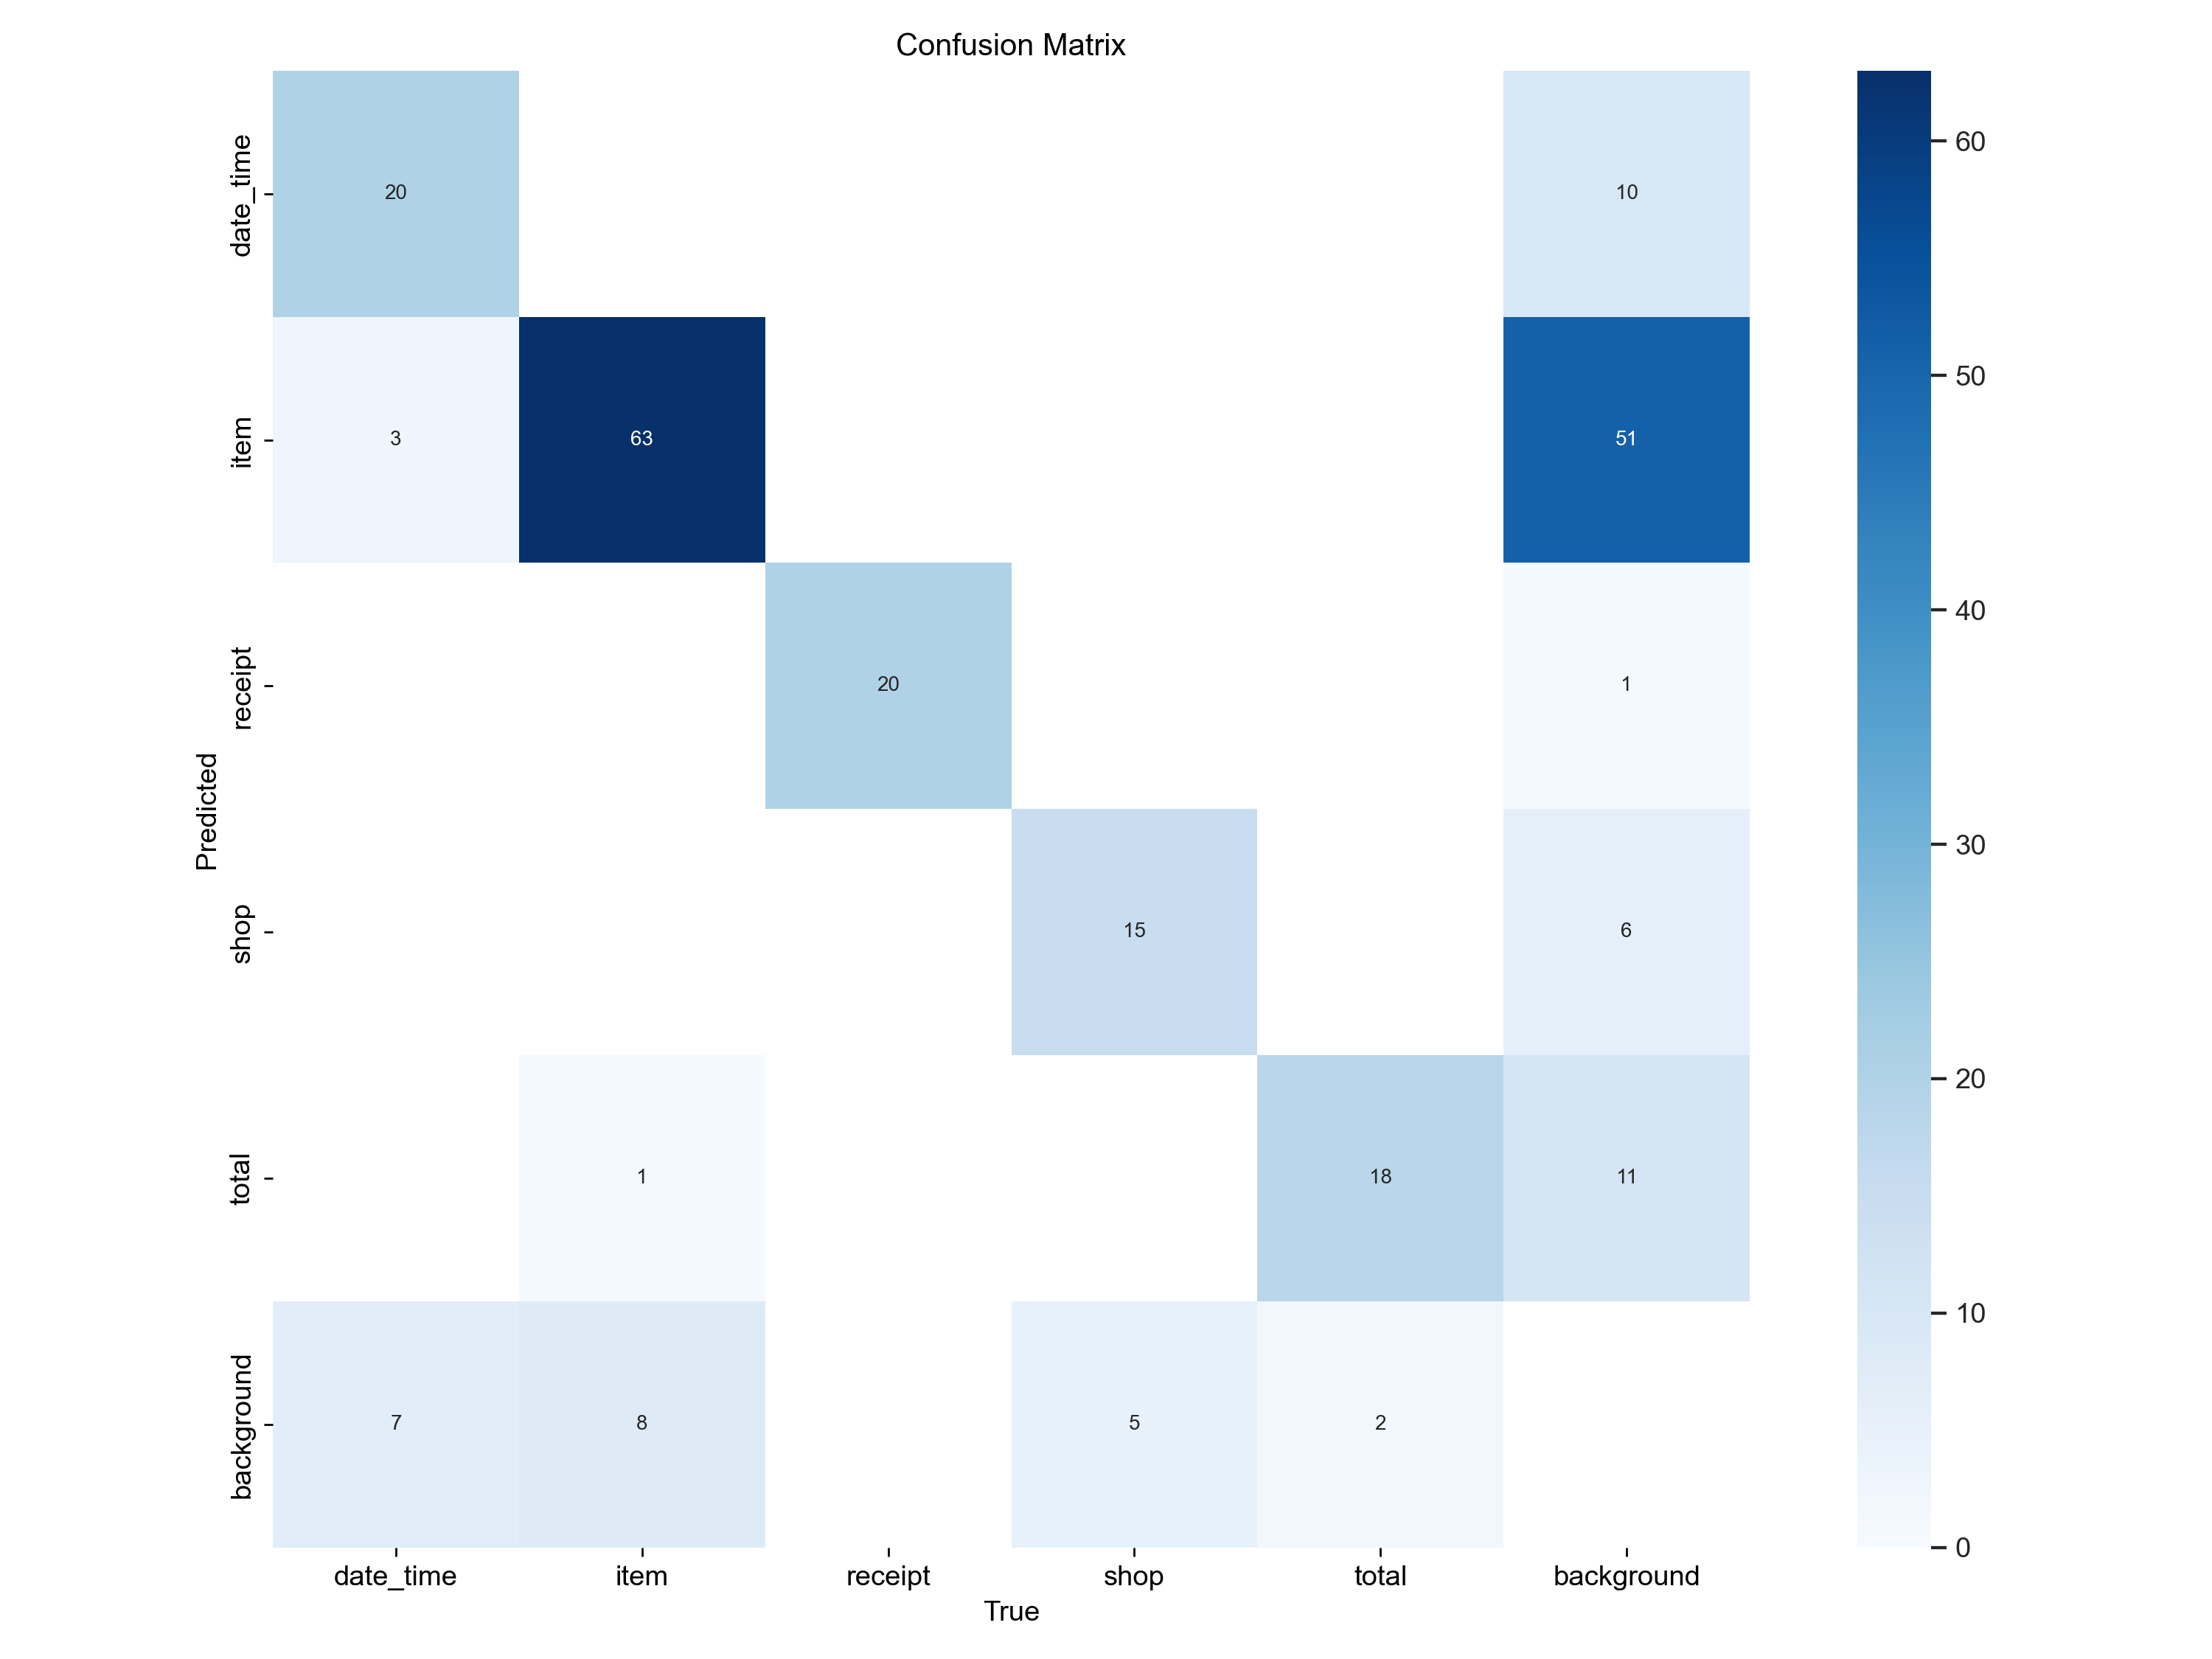 Confusion Matrix
date_time
20
10
60
item
3
63
51
50
receipt
20
1
40
Predicted
shop
15
6
30
total
1
18
11
20
background
7
8
5
2
10
0
date_time
item
receipt
shop
total
background
True